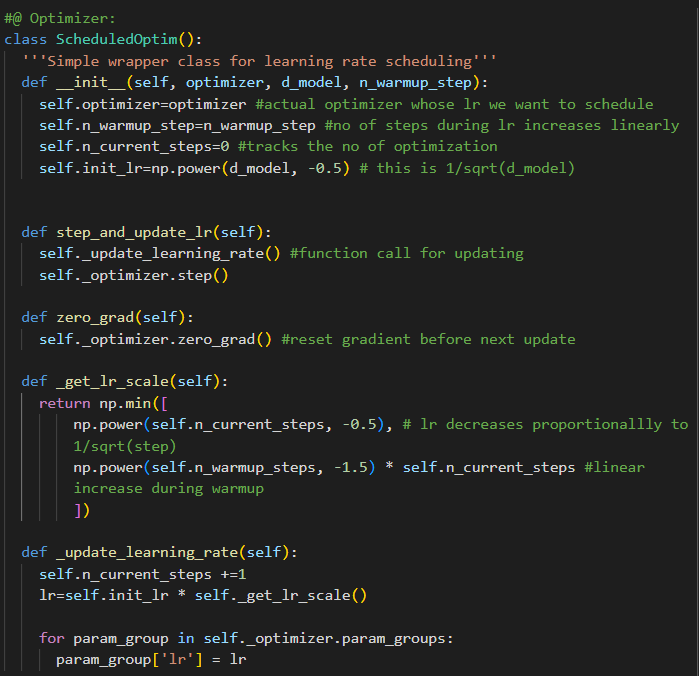 #@ Optimizer:
class ScheduledOptim():
  '''Simple wrapper class for learning rate scheduling'''
  def __init__(self, optimizer, d_model, n_warmup_step):
    self.optimizer=optimizer #actual optimizer whose lr we want to schedule
    self.n_warmup_step=n_warmup_step #no of steps during lr increases linearly
    self.n_current_steps=0 #tracks the no of optimization
    self.init_lr=np.power(d_model, -0.5) # this is 1/sqrt(d_model)
  def step_and_update_lr(self):
    self._update_learning_rate() #function call for updating
    self._optimizer.step()
  def zero_grad(self):
    self._optimizer.zero_grad() #reset gradient before next update
  def _get_lr_scale(self):
    return np.min([
        np.power(self.n_current_steps, -0.5), # lr decreases proportionallly to
        1/sqrt(step)
        np.power(self.n_warmup_steps, -1.5) * self.n_current_steps #linear
        increase during warmup
        ])
  def _update_learning_rate(self):
    self.n_current_steps +=1
    lr=self.init_lr * self._get_lr_scale()
    for param_group in self._optimizer.param_groups:
      param_group['lr'] = lr